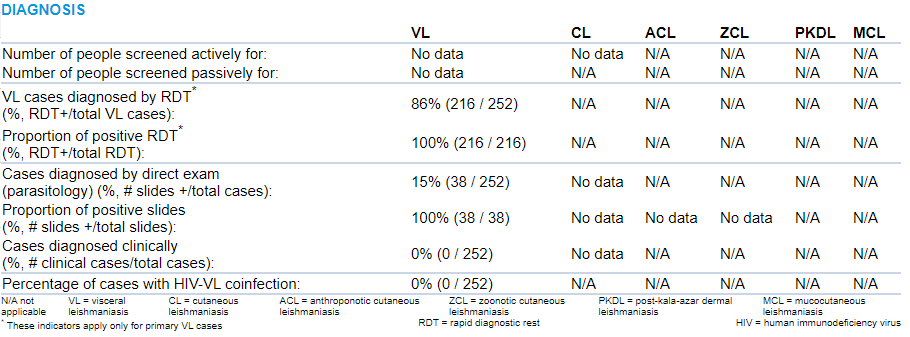 DIAGNOSIS
VL CL ACL ZCL PKDL MCL
Number of people screened actively for: No data No data N/A N/A N/A N/A
Number of people screened passively for: No data N/A N/A N/A N/A N/A
VL cases diagnosed by RDT*
(%, RDT+/total VL cases): 86% (216 / 252) N/A N/A N/A N/A N/A
Proportion of positive RDT*
(%, RDT+/total RDT): 100% (216 / 216) N/A N/A N/A N/A N/A
Cases diagnosed by direct exam
(parasitology) (%, # slides +/total cases): 15% (38 / 252) No data N/A N/A N/A N/A
Proportion of positive slides
(%, # slides +/total slides): 100% (38 / 38) No data No data No data N/A N/A
Cases diagnosed clinically
(%, # clinical cases/total cases): 0% (0 / 252) No data N/A N/A N/A N/A
Percentage of cases with HIV-VL coinfection: 0% (0 / 252) N/A N/A N/A N/A N/A
N/A not VL = visceral CL = cutaneous ACL = anthroponotic cutaneous ZCL = zoonotic cutaneous PKDL = post-kala-azar dermal MCL = mucocutaneous
applicable leishmaniasis leishmaniasis leishmaniasis leishmaniasis leishmaniasis leishmaniasis
* These indicators apply only for primary VL cases RDT = rapid diagnostic rest HIV = human immunodeficiency virus